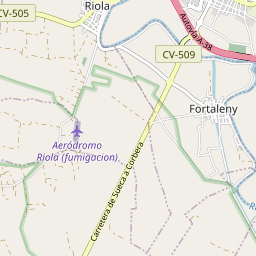 CV-505
Riola
Autovía A-38
CV-509
Fortaleny
Aeródromo
Riola (fumigacion)
Carretera de Sueca a Corbera